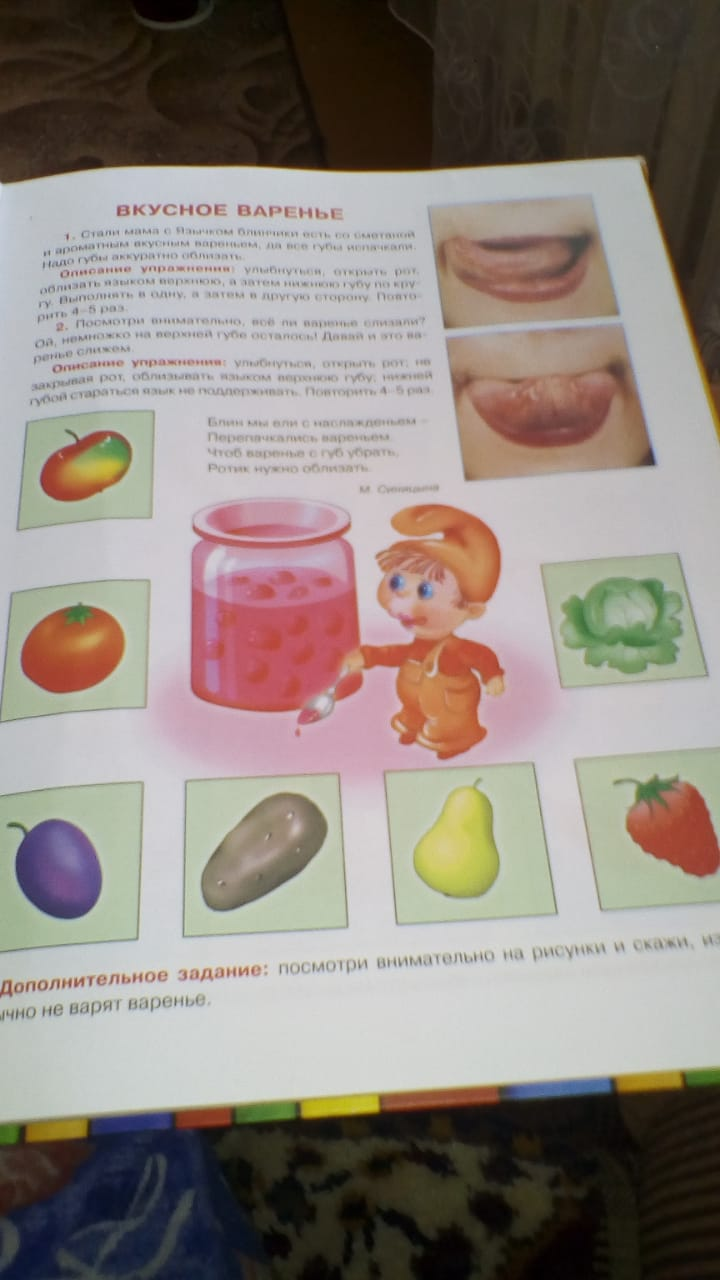 ВКУСНОЕ ВАРЕНЬЕ
1. Стали мама с Язычком блинчики есть со сметаной
и ароматным вкусным вареньем, да все губы испачкали.
Надо губы аккуратно облизать.
Описание упражнения: улыбнуться, открыть рот,
облизать языком верхнюю, а затем нижнюю губу по кру-
гу. Выполнять в одну, а затем в другую сторону. Повто-
рить 4–5 раз.
2. Посмотри внимательно, всё ли варенье слизали?
Ой, немножко на верхней губе осталось! Давай и это ва-
ренье слижем.
Описание упражнения: улыбнуться, открыть рот; не
закрывая рот, облизывать языком верхнюю губу; нижней
губой стараться язык не поддерживать. Повторить 4–5 раз.
Блин мы ели с наслажденьем –
Перепачкались вареньем.
Чтоб варенье с губ убрать,
Ротик нужно облизать.
М. Синицына
Дополнительное задание: посмотри внимательно на рисунки и скажи, из
ычно не варят варенье.